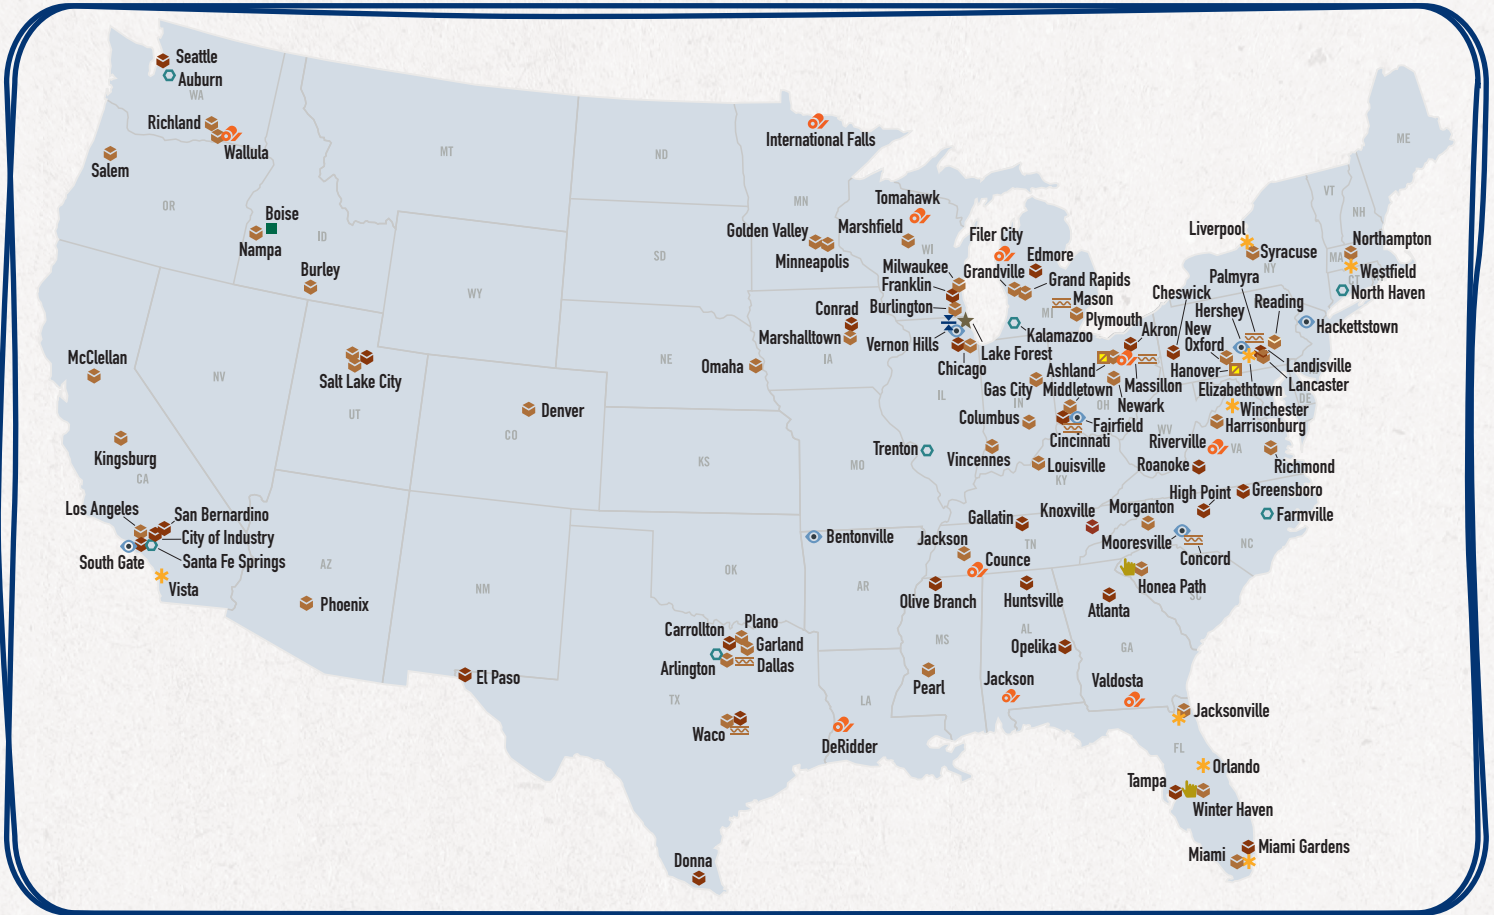 Seattle
Auburn
WA
Richland
Wallula
Salem
OR
Boise
Nampa
ID
Burley
MT
ND
International Falls
MN
SD
WY
Golden Valley
Minneapolis
Tomahawk
Marshfield
WI
Filer City
Edmore
Milwaukee
Grandville
Grand Rapids
Franklin
Burlington
Mason
MI
Plymouth
Kalamazoo
Vernon Hills
Lake Forest
Chicago
Conrad
Marshalltown
IA
Omaha
NE
McClellan
NV
Salt Lake City
UT
Denver
CO
Kingsburg
CA
KS
MO
Trenton
IL
Gas City
IN
Columbus
Vincennes
Middletown
OH
Fairfield
Cincinnati
Louisville
KY
Ashland
Akron
Massillon
Newark
Cheswick
Palmyra
Hershey
Reading
New
Oxford
Hanover
Landisville
Lancaster
Elizabethtown
Liverpool
Syracuse
NY
VT
NH
ME
MA
CT
Northampton
Westfield
North Haven
Hackettstown
DE
Winchester
Harrisonburg
WV
VA
Riverville
Roanoke
Richmond
High Point
Greensboro
Farmville
NC
Morganton
Mooresville
Concord
Honea Path
SC
Knoxville
Gallatin
TN
Jackson
Counce
Olive Branch
Huntsville
Atlanta
AL
GA
Opelika
MS
Pearl
Jackson
Valdosta
Jacksonville
FL
Orlando
Tampa
Winter Haven
Miami Gardens
Miami
Bentonville
AR
OK
LA
DeRidder
Plano
Carrollton
Garland
Arlington
Dallas
TX
Waco
Donna
El Paso
NM
AZ
Phoenix
Los Angeles
San Bernardino
City of Industry
Santa Fe Springs
South Gate
Vista